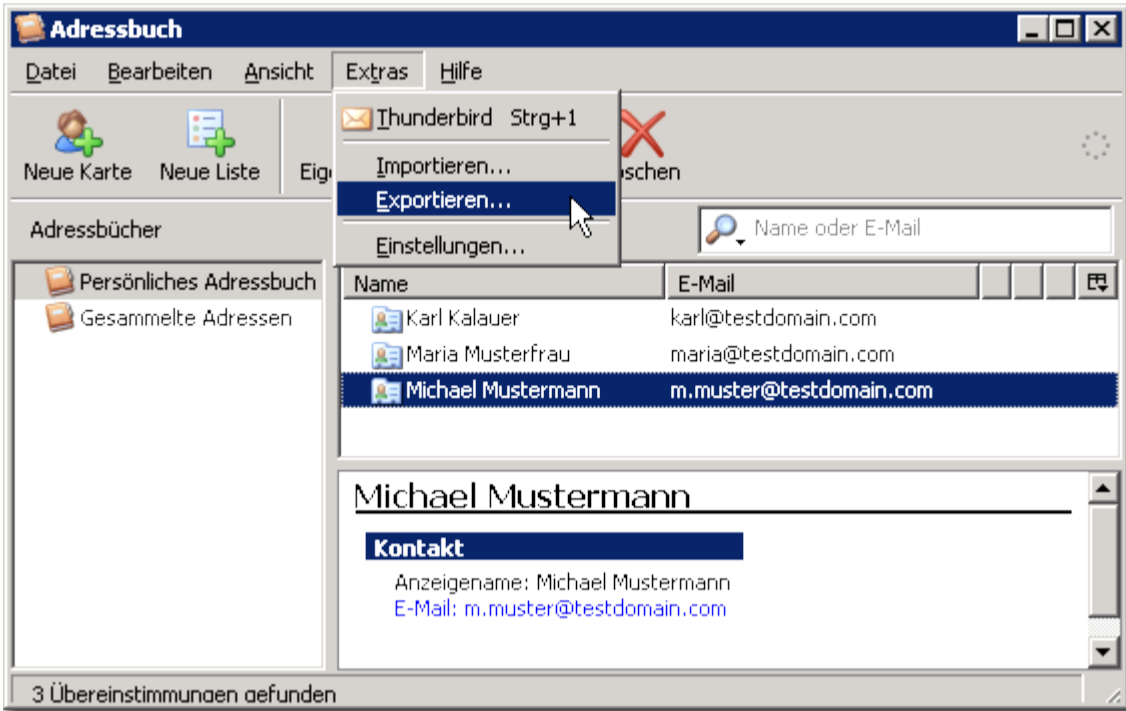 Adressbuch
Datei Bearbeiten Ansicht Extras Hilfe
Thunderbird Strg+1
Importieren...
Exportieren...
Einstellungen...
Neue Karte Neue Liste Eig schen
Adressbücher
Name oder E-Mail
Persönliches Adressbuch
Gesammelte Adressen
Name E-Mail
Karl Kalauer karl@testdomain.com
Maria Musterfrau maria@testdomain.com
Michael Mustermann m.muster@testdomain.com
Michael Mustermann
Kontakt
Anzeigename: Michael Mustermann
E-Mail: m.muster@testdomain.com
3 Übereinstimmungen gefunden